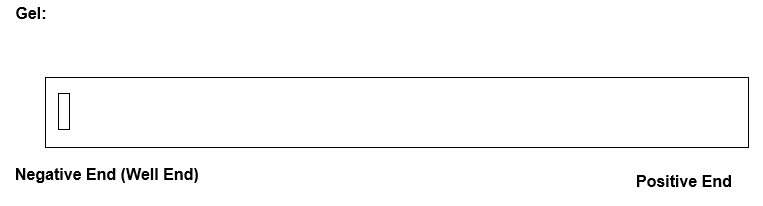 Gel:
Negative End (Well End)
Positive End